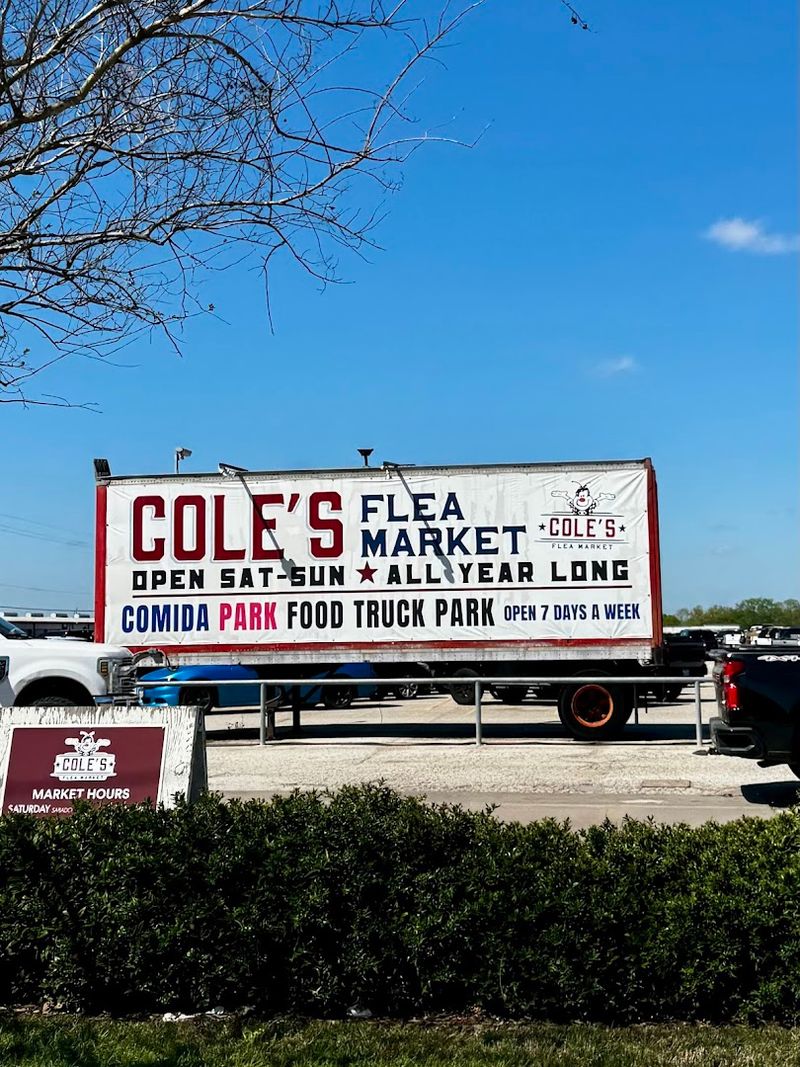 COLE'S FLEA MARKET
OPEN SAT-SUN ★ ALL YEAR LONG
COMIDA PARK FOOD TRUCK PARK OPEN 7 DAYS A WEEK
★ COLE'S ★
FLEA MARKET
COLE'S
FLEA MARKET
MARKET HOURS
SATURDAY SABADO